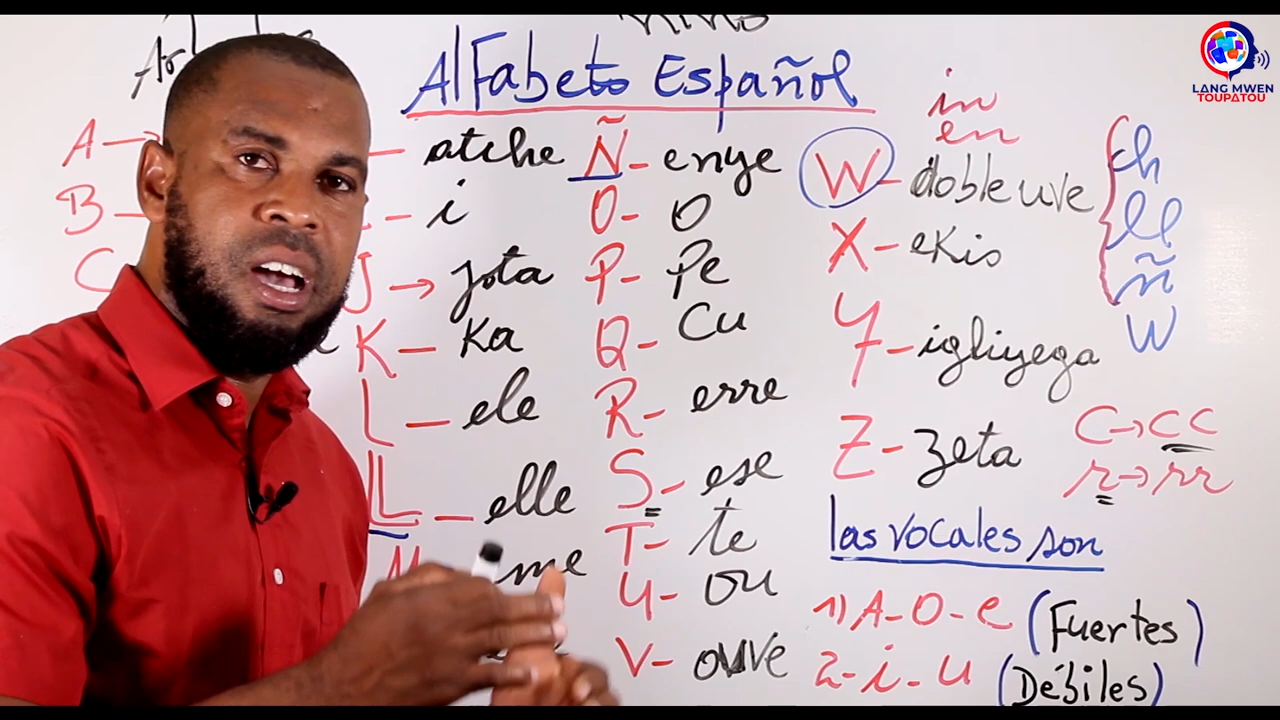 Alfabeto Español
LANG MWEN
TOUPATOU
A →
B –
C
– atche
– i
J → jota
K – Ka
L – ele
LL – elle
M eme
Ñ – enye
O – O
P – Pe
Q – Cu
R – erre
S – ese
T – te
U – ou
V – ouve
W – doble uve
X – ekis
Y – igliyega
Z – zeta
in
en
ch
ll
ñ
W
C → CC
r → rr
las vocales son
1) A - O - e (Fuertes)
2 - i - u (Débiles)